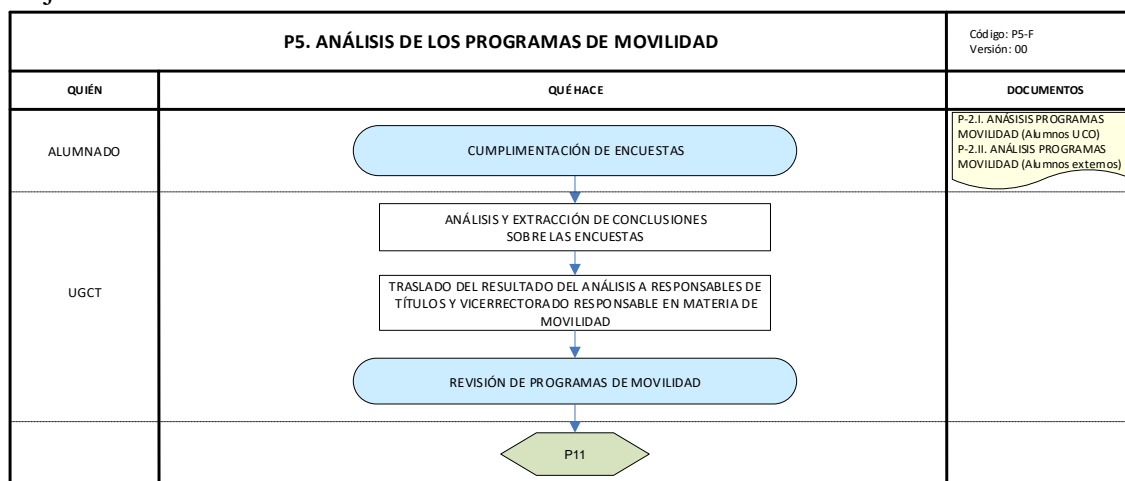 P5. ANÁLISIS DE LOS PROGRAMAS DE MOVILIDAD
Código: P5-F
Versión: 00
QUIÉN
QUÉ HACE
DOCUMENTOS
ALUMNADO
CUMPLIMENTACIÓN DE ENCUESTAS
P-2.I. ANÁSISIS PROGRAMAS
MOVILIDAD (Alumnos UCO)
P-2.II. ANÁLISIS PROGRAMAS
MOVILIDAD (Alumnos externos)
UGCT
ANÁLISIS Y EXTRACCIÓN DE CONCLUSIONES
SOBRE LAS ENCUESTAS
TRASLADO DEL RESULTADO DEL ANÁLISIS A RESPONSABLES DE
TÍTULOS Y VICERRECTORADO RESPONSABLE EN MATERIA DE
MOVILIDAD
REVISIÓN DE PROGRAMAS DE MOVILIDAD
P11